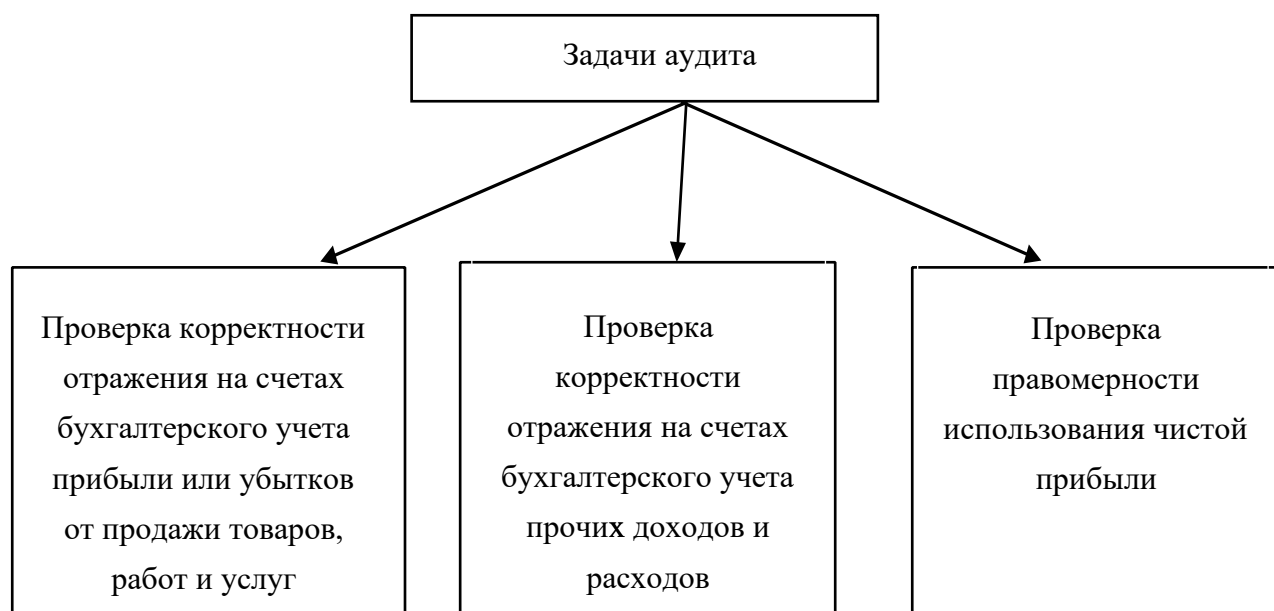 Задачи аудита
Проверка корректности
отражения на счетах
бухгалтерского учета
прибыли или убытков
от продажи товаров,
работ и услуг
Проверка
корректности
отражения на счетах
бухгалтерского учета
прочих доходов и
расходов
Проверка
правомерности
использования чистой
прибыли